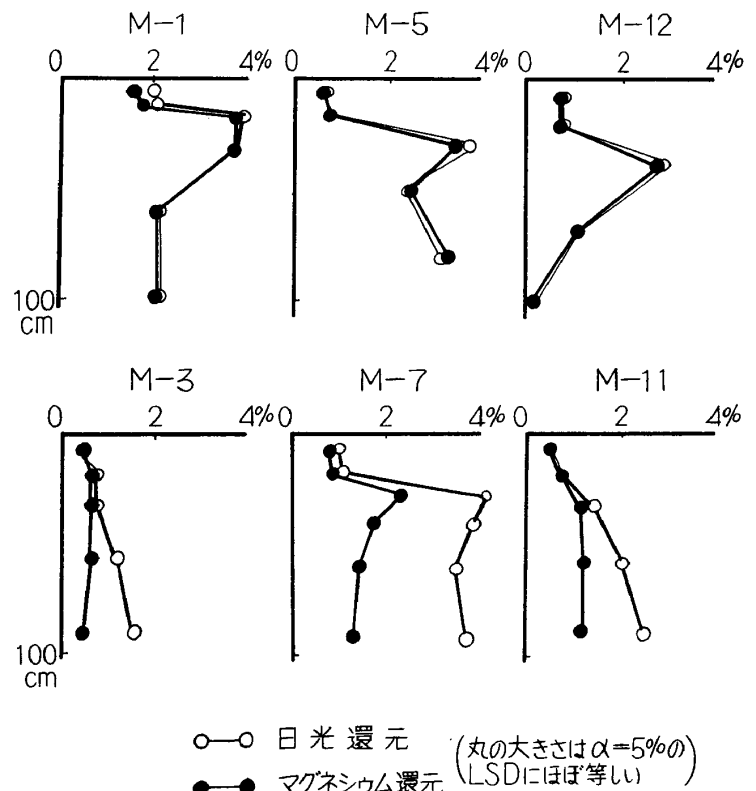 M-1 M-5 M-12
0 2 4% 0 2 4% 0 2 4%
100
cm
M-3 M-7 M-11
0 2 4% 0 2 4% 0 2 4%
100
cm
日光還元 (丸の大きさはα=5%の
マグネシウム還元 LSDにほぼ等しい)